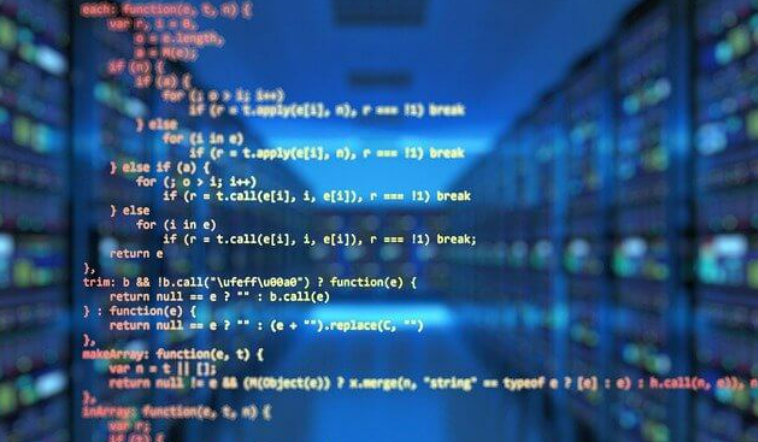 each: function(e, t, n) {
var r, i = 0,
o = e.length,
a = M(e);
if (n) {
if (a) {
for (; o > i; i++)
if (r = t.apply(e[i], n), r === !1) break
} else
for (i in e)
if (r = t.apply(e[i], n), r === !1) break
} else if (a) {
for (; o > i; i++)
if (r = t.call(e[i], i, e[i]), r === !1) break
} else
for (i in e)
if (r = t.call(e[i], i, e[i]), r === !1) break;
return e
},
trim: b && !b.call("\ufeff\u00a0") ? function(e) {
return null == e ? "" : b.call(e)
} : function(e) {
return null == e ? "" : (e + "").replace(C, "")
},
makeArray: function(e, t) {
var n = t || [];
return null != e && (M(Object(e)) ? x.merge(n, "string" == typeof e ? [e] : e) : h.call(n, e)), n
},
inArray: function(e, t, n) {
var r;
if (t) {